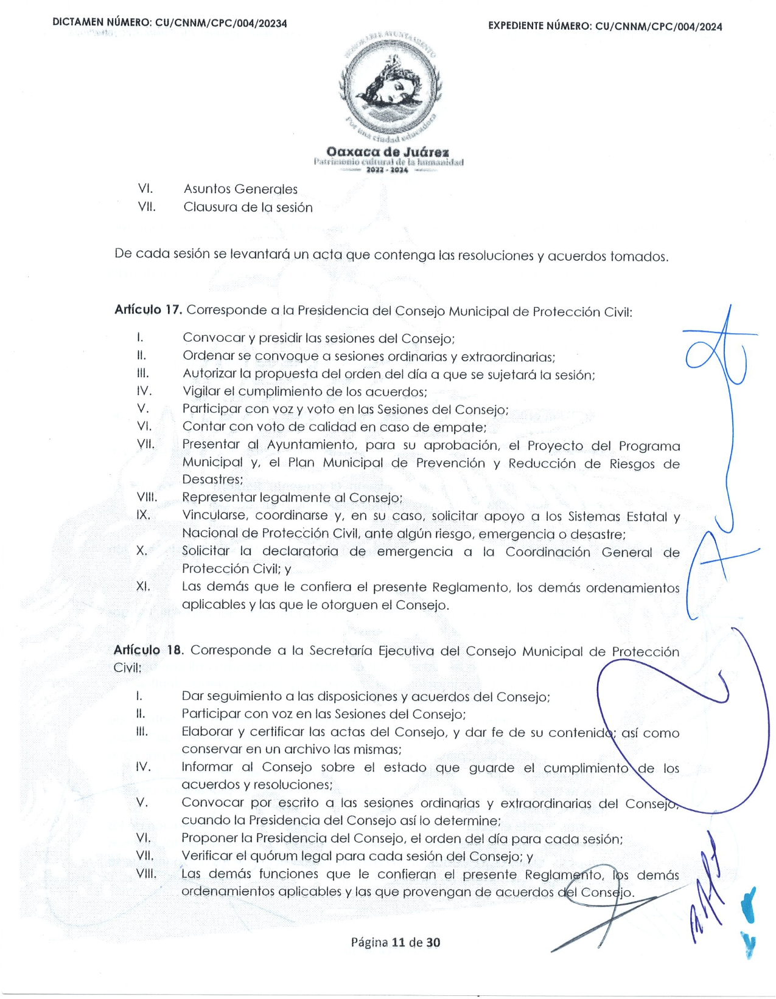 DICTAMEN NÚMERO: CU/CNNM/CPC/004/20234
EXPEDIENTE NÚMERO: CU/CNNM/CPC/004/2024
HONORABLE AYUNTAMIENTO
Por una ciudad educadora
Oaxaca de Juárez
Patrimonio cultural de la humanidad
2022 - 2024
VI. Asuntos Generales
VII. Clausura de la sesión
De cada sesión se levantará un acta que contenga las resoluciones y acuerdos tomados.
Artículo 17. Corresponde a la Presidencia del Consejo Municipal de Protección Civil:
I. Convocar y presidir las sesiones del Consejo;
II. Ordenar se convoque a sesiones ordinarias y extraordinarias;
III. Autorizar la propuesta del orden del día a que se sujetará la sesión;
IV. Vigilar el cumplimiento de los acuerdos;
V. Participar con voz y voto en las Sesiones del Consejo;
VI. Contar con voto de calidad en caso de empate;
VII. Presentar al Ayuntamiento, para su aprobación, el Proyecto del Programa
Municipal y, el Plan Municipal de Prevención y Reducción de Riesgos de
Desastres;
VIII. Representar legalmente al Consejo;
IX. Vincularse, coordinarse y, en su caso, solicitar apoyo a los Sistemas Estatal y
Nacional de Protección Civil, ante algún riesgo, emergencia o desastre;
X. Solicitar la declaratoria de emergencia a la Coordinación General de
Protección Civil; y
XI. Las demás que le confiera el presente Reglamento, los demás ordenamientos
aplicables y las que le otorguen el Consejo.
Artículo 18. Corresponde a la Secretaría Ejecutiva del Consejo Municipal de Protección
Civil:
I. Dar seguimiento a las disposiciones y acuerdos del Consejo;
II. Participar con voz en las Sesiones del Consejo;
III. Elaborar y certificar las actas del Consejo, y dar fe de su contenido; así como
conservar en un archivo las mismas;
IV. Informar al Consejo sobre el estado que guarde el cumplimiento de los
acuerdos y resoluciones;
V. Convocar por escrito a las sesiones ordinarias y extraordinarias del Consejo,
cuando la Presidencia del Consejo así lo determine;
VI. Proponer la Presidencia del Consejo, el orden del día para cada sesión;
VII. Verificar el quórum legal para cada sesión del Consejo; y
VIII. Las demás funciones que le confieran el presente Reglamento, los demás
ordenamientos aplicables y las que provengan de acuerdos del Consejo.
Página 11 de 30